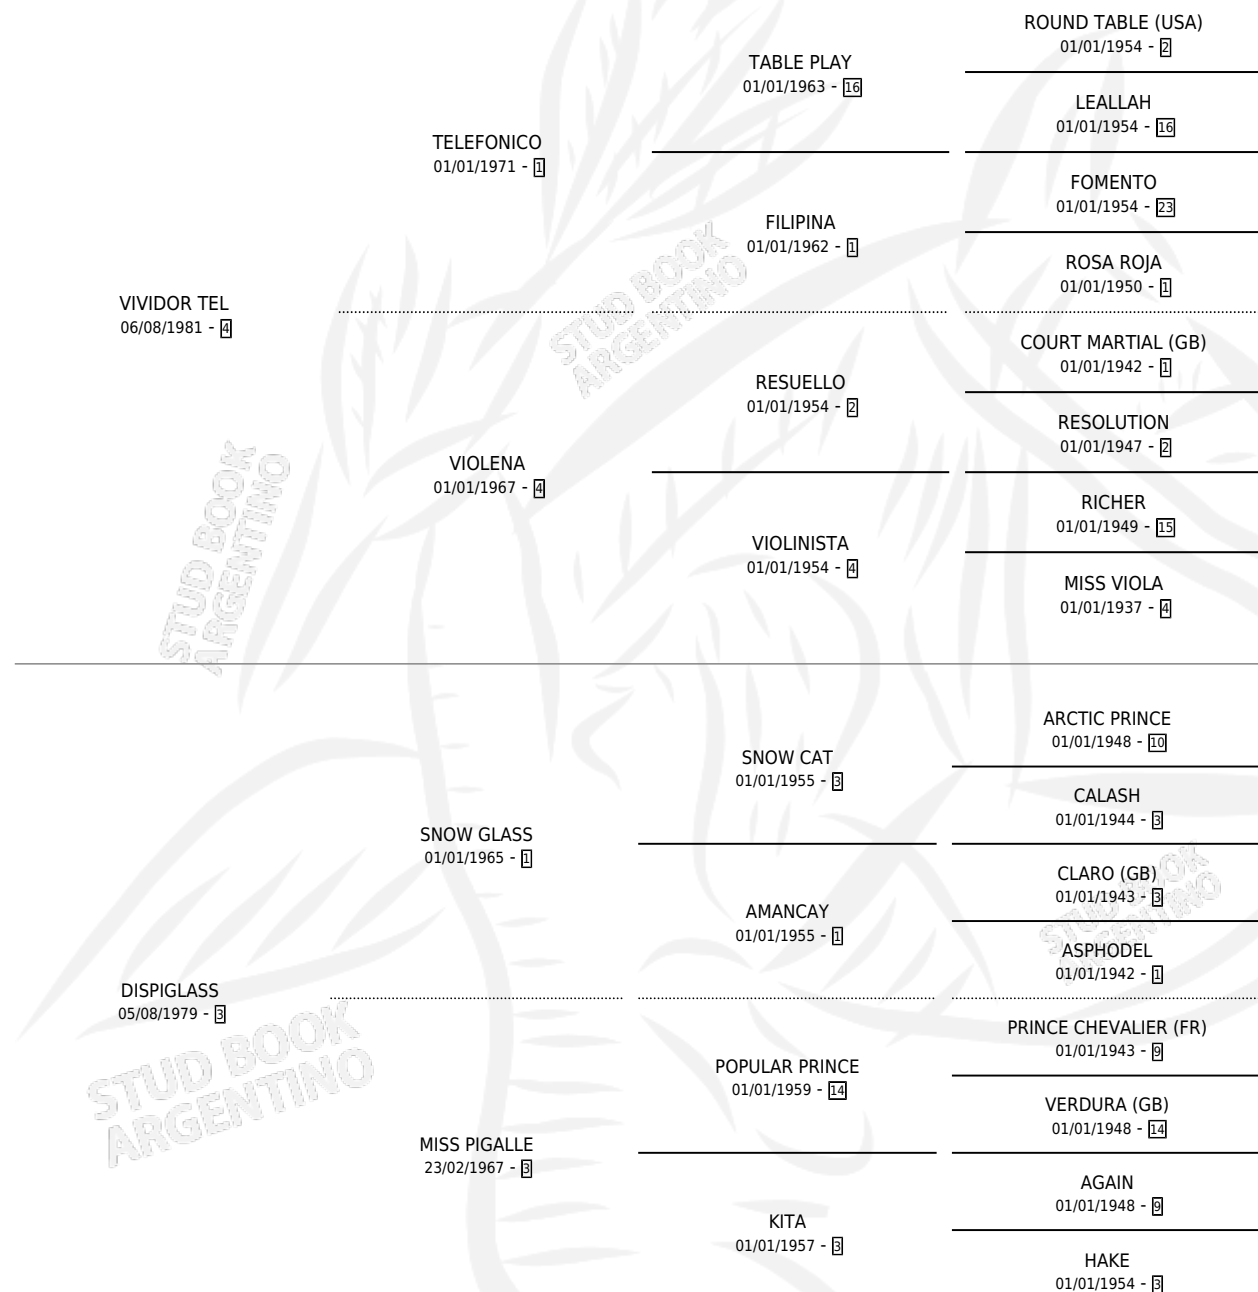 ROUND TABLE (USA)
01/01/1954 - 2
TABLE PLAY
01/01/1963 - 16
LEALLAH
01/01/1954 - 16
TELEFONICO
01/01/1971 - 1
FOMENTO
01/01/1954 - 23
FILIPINA
01/01/1962 - 1
ROSA ROJA
01/01/1950 - 1
VIVIDOR TEL
06/08/1981 - 4
COURT MARTIAL (GB)
01/01/1942 - 1
RESUELLO
01/01/1954 - 2
RESOLUTION
01/01/1947 - 2
VIOLENA
01/01/1967 - 4
RICHER
01/01/1949 - 15
VIOLINISTA
01/01/1954 - 4
MISS VIOLA
01/01/1937 - 4
ARCTIC PRINCE
01/01/1948 - 10
SNOW CAT
01/01/1955 - 3
CALASH
01/01/1944 - 3
SNOW GLASS
01/01/1965 - 1
CLARO (GB)
01/01/1943 - 3
AMANCAY
01/01/1955 - 1
ASPHODEL
01/01/1942 - 1
DISPIGLASS
05/08/1979 - 3
PRINCE CHEVALIER (FR)
01/01/1943 - 9
POPULAR PRINCE
01/01/1959 - 14
VERDURA (GB)
01/01/1948 - 14
MISS PIGALLE
23/02/1967 - 3
AGAIN
01/01/1948 - 9
KITA
01/01/1957 - 3
HAKE
01/01/1954 - 3
STUD BOOK
ARGENTINO
STUD BOOK
ARGENTINO
STUD BOOK
ARGENTINO
STUD BOOK
ARGENTINO